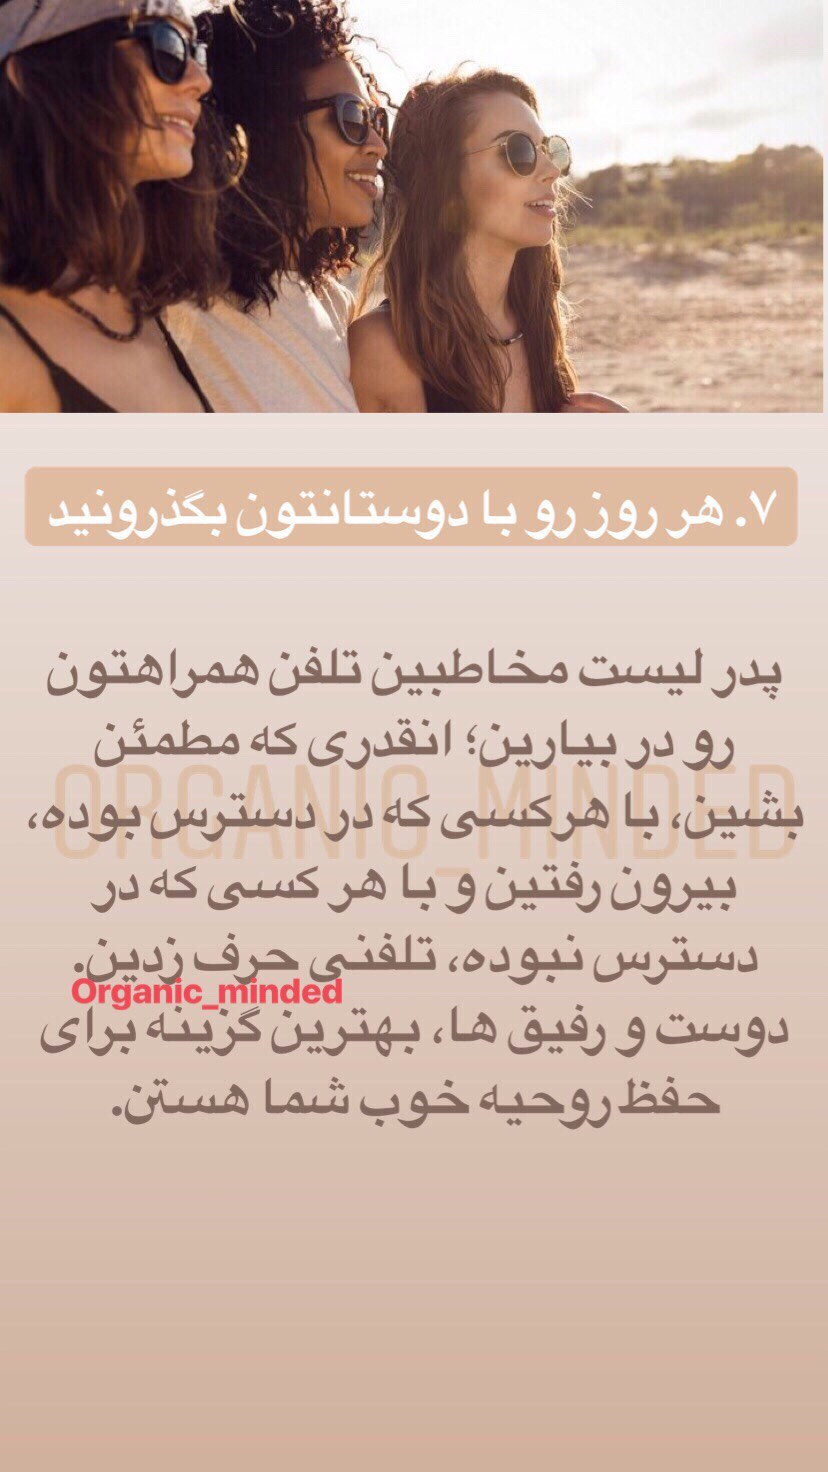 ۷. هر روز رو با دوستانتون بگذرونید
پدر لیست مخاطبین تلفن همراهتون
رو در بیارین؛ انقدری که مطمئن
ORGANIC_MINDED
بشین، با هرکسی که در دسترس بوده،
بیرون رفتین و با هر کسی که در
دسترس نبوده، تلفنی حرف زدین.
Organic_minded
دوست و رفیق ها، بهترین گزینه برای
حفظ روحیه خوب شما هستن.